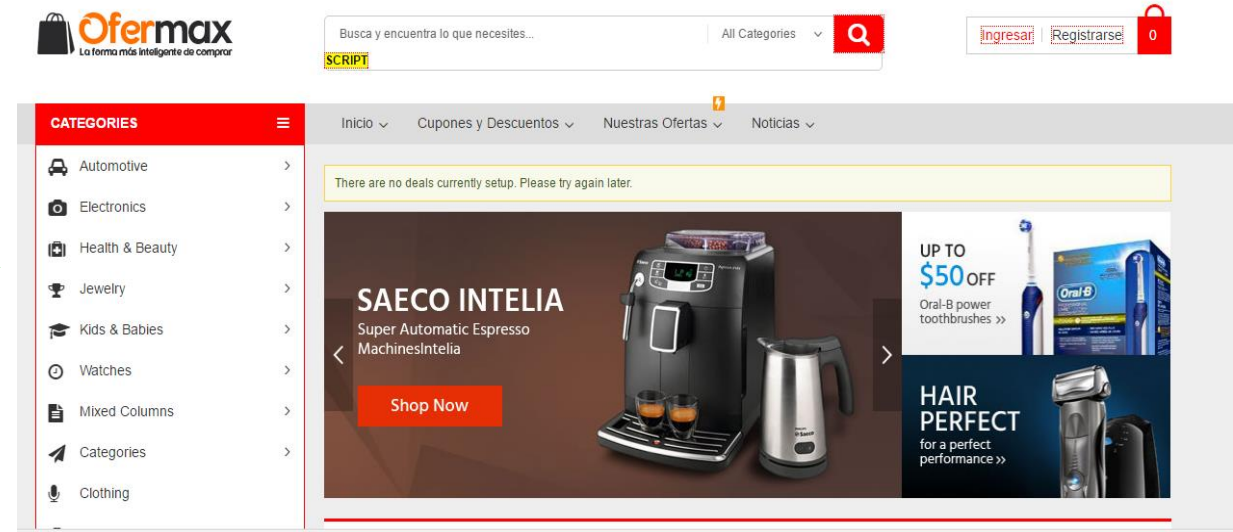 Ofermax
La forma más inteligente de comprar
Busca y encuentra lo que necesites...
All Categories
SCRIPT
Ingresar
Registrarse
0
CATEGORIES
Inicio
Cupones y Descuentos
Nuestras Ofertas
Noticias
Automotive
Electronics
Health & Beauty
Jewelry
Kids & Babies
Watches
Mixed Columns
Categories
Clothing
There are no deals currently setup. Please try again later.
SAECO INTELIA
Super Automatic Espresso
MachinesIntelia
Shop Now
UP TO
$50 OFF
Oral-B power
toothbrushes »
Oral-B
HAIR
PERFECT
for a perfect
performance »